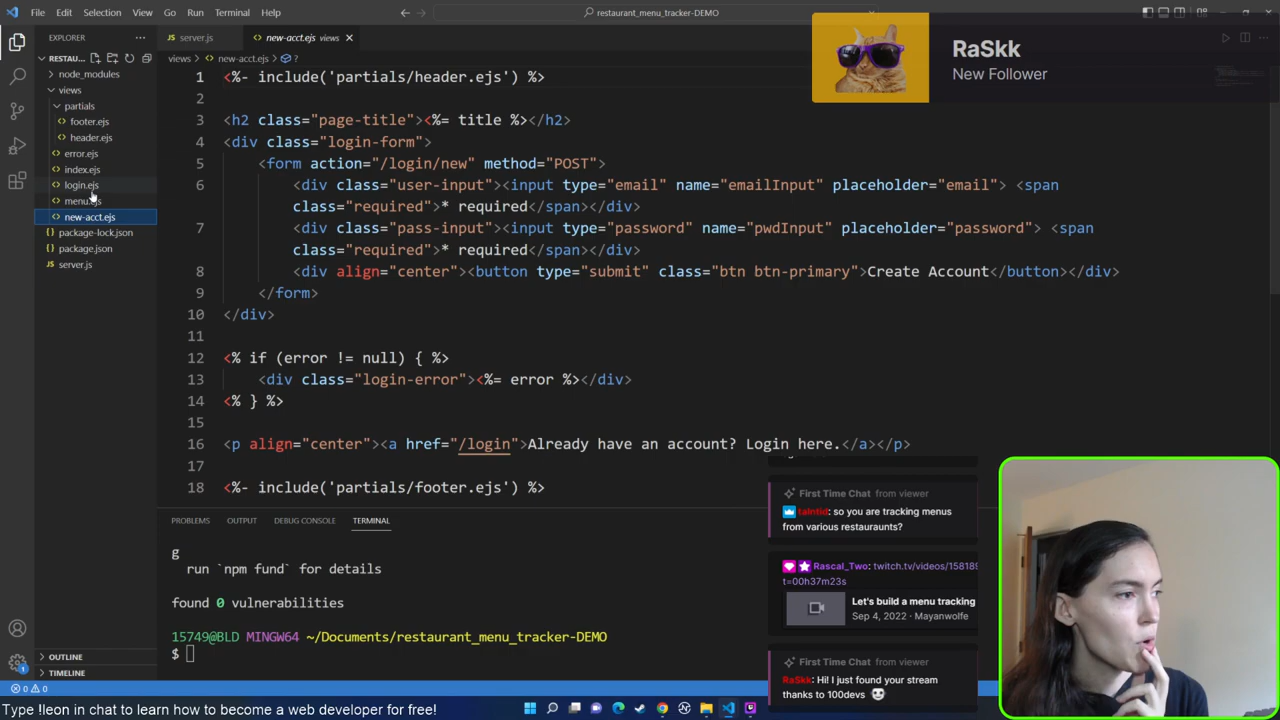 File Edit Selection View Go Run Terminal Help
restaurant_menu_tracker-DEMO
EXPLORER
RESTAU...
node_modules
views
partials
footer.ejs
header.ejs
error.ejs
index.ejs
login.ejs
menu.ejs
new-acct.ejs
package-lock.json
package.json
server.js
OUTLINE
TIMELINE
server.js
new-acct.ejs views
views > new-acct.ejs > ?
1 <%- include('partials/header.ejs') %>
2
3 <h2 class="page-title"><%= title %></h2>
4 <div class="login-form">
5 <form action="/login/new" method="POST">
6 <div class="user-input"><input type="email" name="emailInput" placeholder="email"> <span
class="required">* required</span></div>
7 <div class="pass-input"><input type="password" name="pwdInput" placeholder="password"> <span
class="required">* required</span></div>
8 <div align="center"><button type="submit" class="btn btn-primary">Create Account</button></div>
9 </form>
10 </div>
11
12 <% if (error != null) { %>
13 <div class="login-error"><%= error %></div>
14 <% } %>
15
16 <p align="center"><a href="/login">Already have an account? Login here.</a></p>
17
18 <%- include('partials/footer.ejs') %>
RaSkk
New Follower
PROBLEMS OUTPUT DEBUG CONSOLE TERMINAL
g
run `npm fund` for details
found 0 vulnerabilities
15749@BLD MINGW64 ~/Documents/restaurant_menu_tracker-DEMO
$
First Time Chat from viewer
talntid: so you are tracking menus
from various restauraunts?
Rascal_Two: twitch.tv/videos/15818
t=00h37m23s
Let's build a menu tracking
Sep 4, 2022 · Mayanwolfe
First Time Chat from viewer
RaSkk: Hi! I just found your stream
thanks to 100devs
0 0
1
Type !leon in chat to learn how to become a web developer for free!